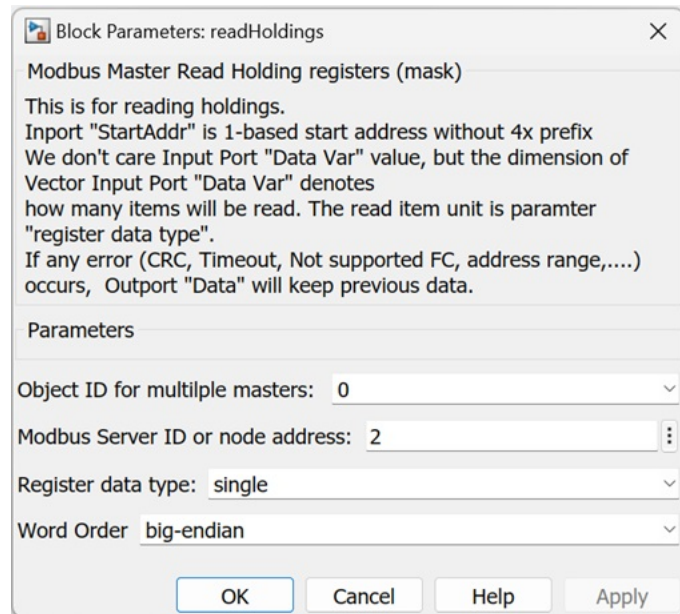 Block Parameters: readHoldings
Modbus Master Read Holding registers (mask)
This is for reading holdings.
Inport "StartAddr" is 1-based start address without 4x prefix
We don't care Input Port "Data Var" value, but the dimension of
Vector Input Port "Data Var" denotes
how many items will be read. The read item unit is paramter
"register data type".
If any error (CRC, Timeout, Not supported FC, address range,....)
occurs,  Outport "Data" will keep previous data.
Parameters
Object ID for multilple masters: 0
Modbus Server ID or node address: 2
Register data type: single
Word Order big-endian
OK Cancel Help Apply